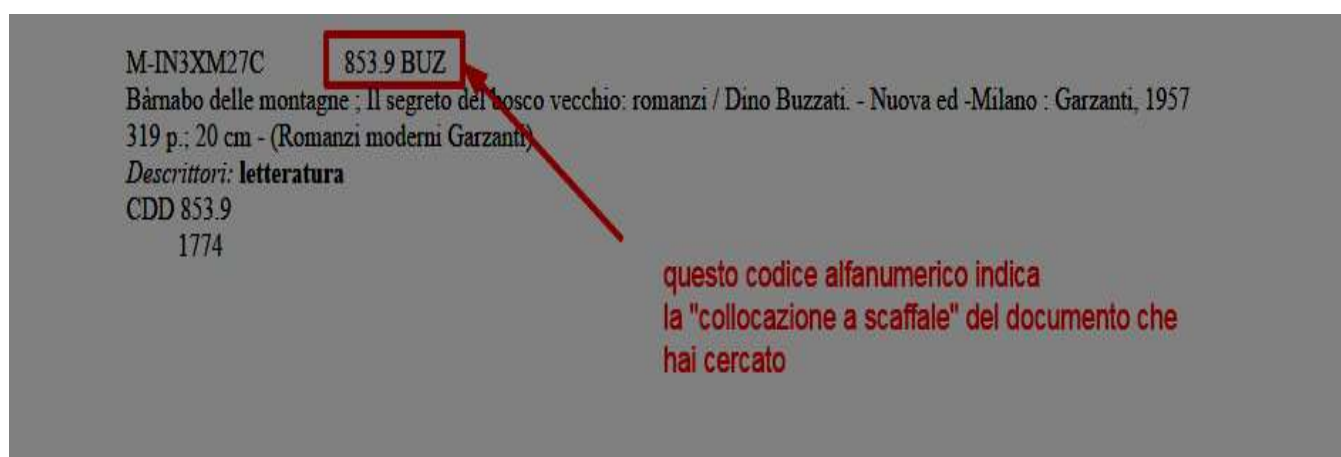 M-IN3XM27C 853.9 BUZ
Bàrnabo delle montagne ; Il segreto del bosco vecchio: romanzi / Dino Buzzati. - Nuova ed -Milano : Garzanti, 1957
319 p.; 20 cm - (Romanzi moderni Garzanti)
Descrittori: letteratura
CDD 853.9
1774
questo codice alfanumerico indica
la "collocazione a scaffale" del documento che
hai cercato